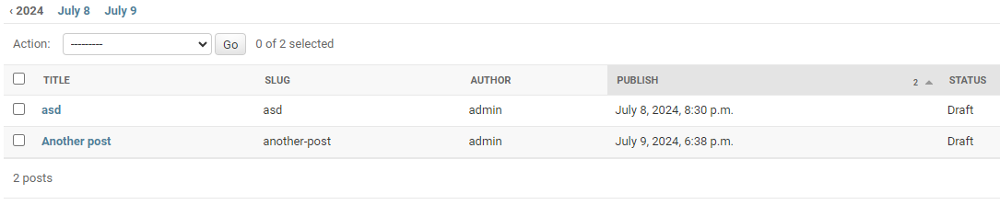 ‹ 2024 July 8 July 9
Action: --------- Go 0 of 2 selected
TITLE SLUG AUTHOR PUBLISH 2 STATUS
asd asd admin July 8, 2024, 8:30 p.m. Draft
Another post another-post admin July 9, 2024, 6:38 p.m. Draft
2 posts